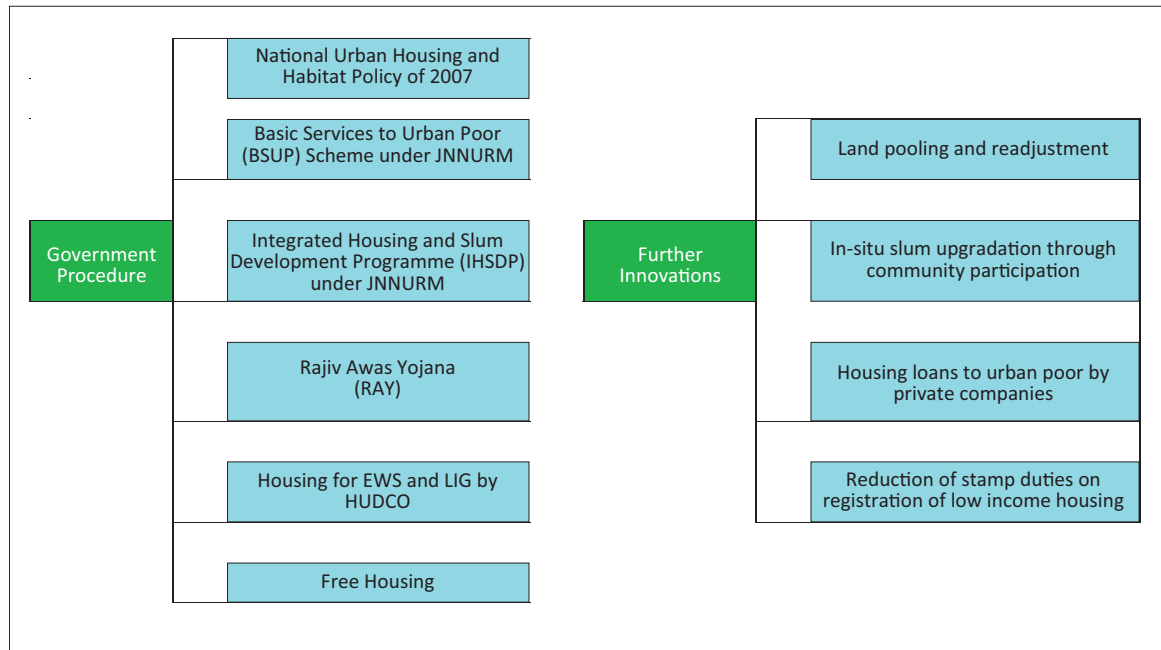 Government
Procedure
National Urban Housing and
Habitat Policy of 2007
Basic Services to Urban Poor
(BSUP) Scheme under JNNURM
Integrated Housing and Slum
Development Programme (IHSDP)
under JNNURM
Rajiv Awas Yojana
(RAY)
Housing for EWS and LIG by
HUDCO
Free Housing
Further
Innovations
Land pooling and readjustment
In-situ slum upgradation through
community participation
Housing loans to urban poor by
private companies
Reduction of stamp duties on
registration of low income housing